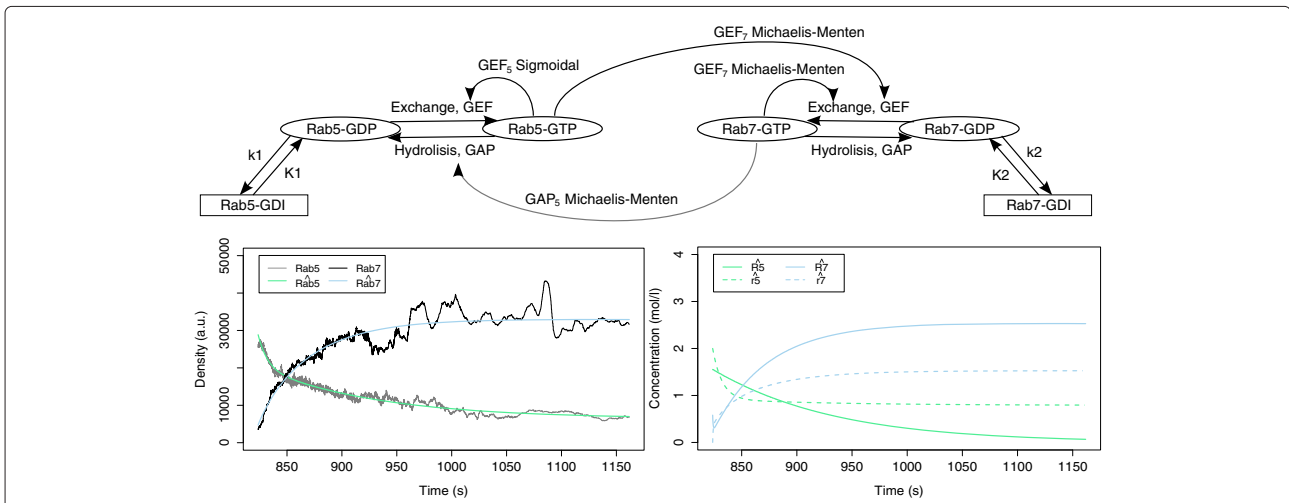 GEF7 Michaelis-Menten
GEF5 Sigmoidal
GEF7 Michaelis-Menten
Exchange, GEF
Exchange, GEF
Rab5-GDP
Rab5-GTP
Rab7-GTP
Rab7-GDP
Hydrolisis, GAP
Hydrolisis, GAP
k1
K1
k2
K2
Rab5-GDI
GAP5 Michaelis-Menten
Rab7-GDI
Density (a.u.)
0
10000
30000
50000
Rab5
Rab7
Râb5
Râb7
850
900
950
1000
1050
1100
1150
Time (s)
Concentration (mol/l)
0
1
2
3
4
R̂5
R̂7
r̂5
r̂7
850
900
950
1000
1050
1100
1150
Time (s)